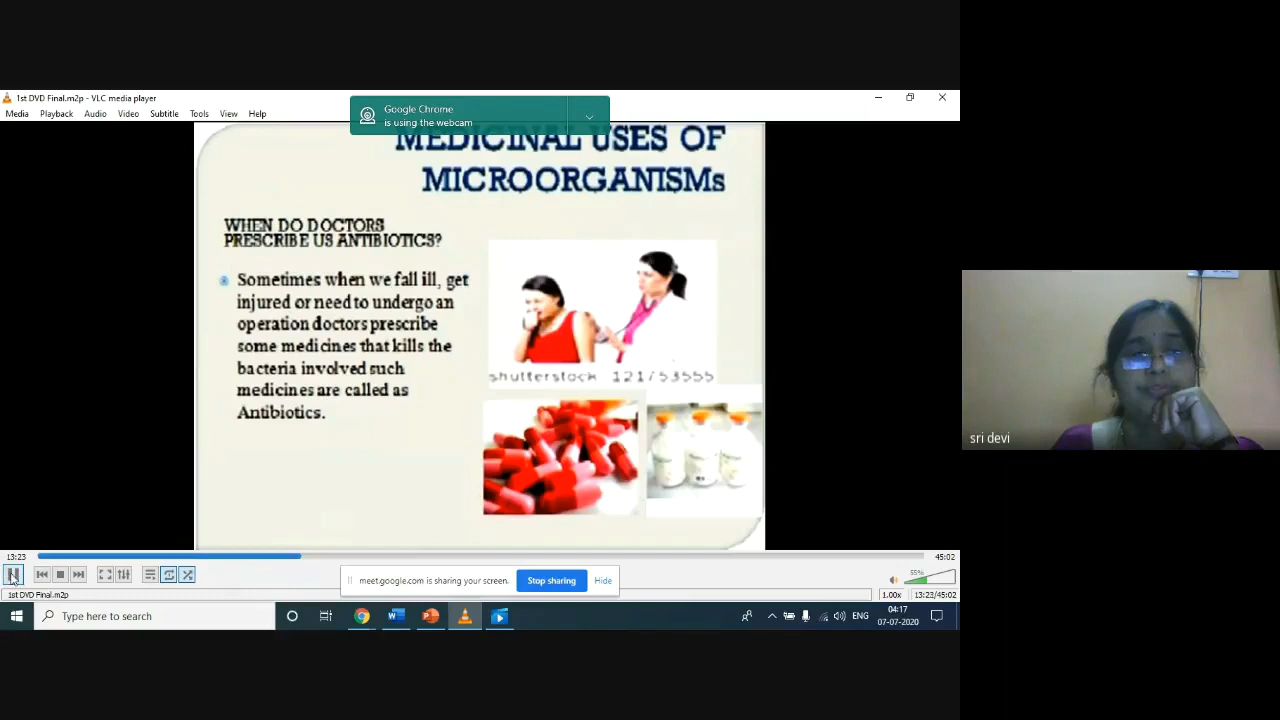 1st DVD Final.m2p - VLC media player
Media Playback Audio Video Subtitle Tools View Help
Google Chrome
is using the webcam
MEDICINAL USES OF
MICROORGANISMs
WHEN DO DOCTORS
PRESCRIBE US ANTIBIOTICS?
Sometimes when we fall ill, get
injured or need to undergo an
operation doctors prescribe
some medicines that kills the
bacteria involved such
medicines are called as
Antibiotics.
shutterstock 121753555
sri devi
13:23
45:02
meet.google.com is sharing your screen.
Stop sharing
Hide
55%
1st DVD Final.m2p
1.00x
13:23/45:02
Type here to search
ENG
04:17
07-07-2020